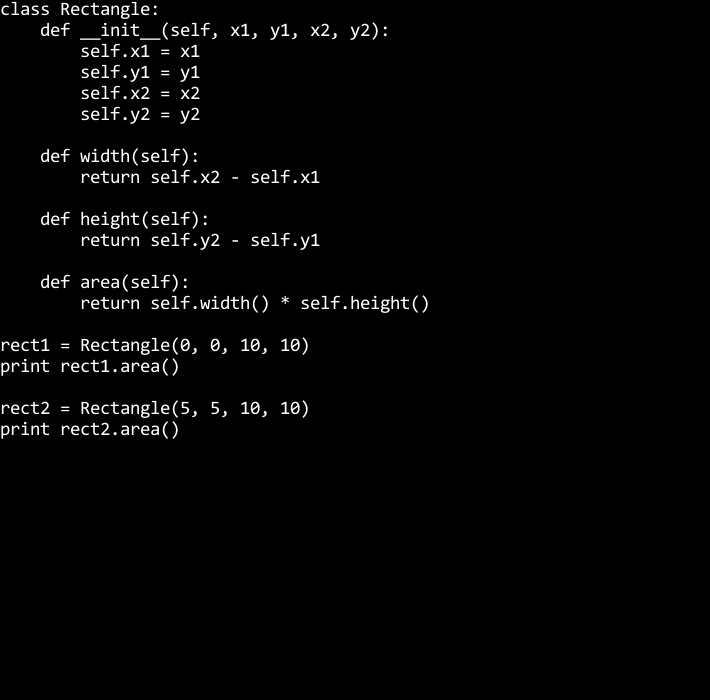 class Rectangle:
    def __init__(self, x1, y1, x2, y2):
        self.x1 = x1
        self.y1 = y1
        self.x2 = x2
        self.y2 = y2

    def width(self):
        return self.x2 - self.x1

    def height(self):
        return self.y2 - self.y1

    def area(self):
        return self.width() * self.height()

rect1 = Rectangle(0, 0, 10, 10)
print rect1.area()

rect2 = Rectangle(5, 5, 10, 10)
print rect2.area()